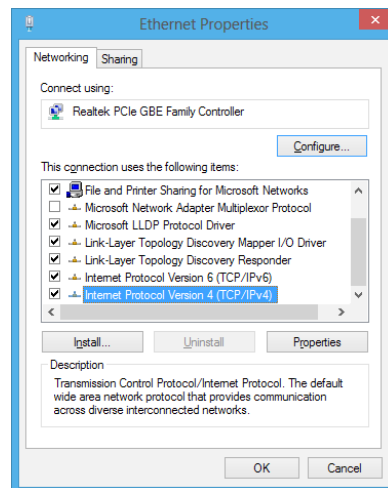 Ethernet Properties
Networking
Sharing
Connect using:
Realtek PCIe GBE Family Controller
Configure...
This connection uses the following items:
File and Printer Sharing for Microsoft Networks
Microsoft Network Adapter Multiplexor Protocol
Microsoft LLDP Protocol Driver
Link-Layer Topology Discovery Mapper I/O Driver
Link-Layer Topology Discovery Responder
Internet Protocol Version 6 (TCP/IPv6)
Internet Protocol Version 4 (TCP/IPv4)
Install...
Uninstall
Properties
Description
Transmission Control Protocol/Internet Protocol. The default
wide area network protocol that provides communication
across diverse interconnected networks.
OK
Cancel